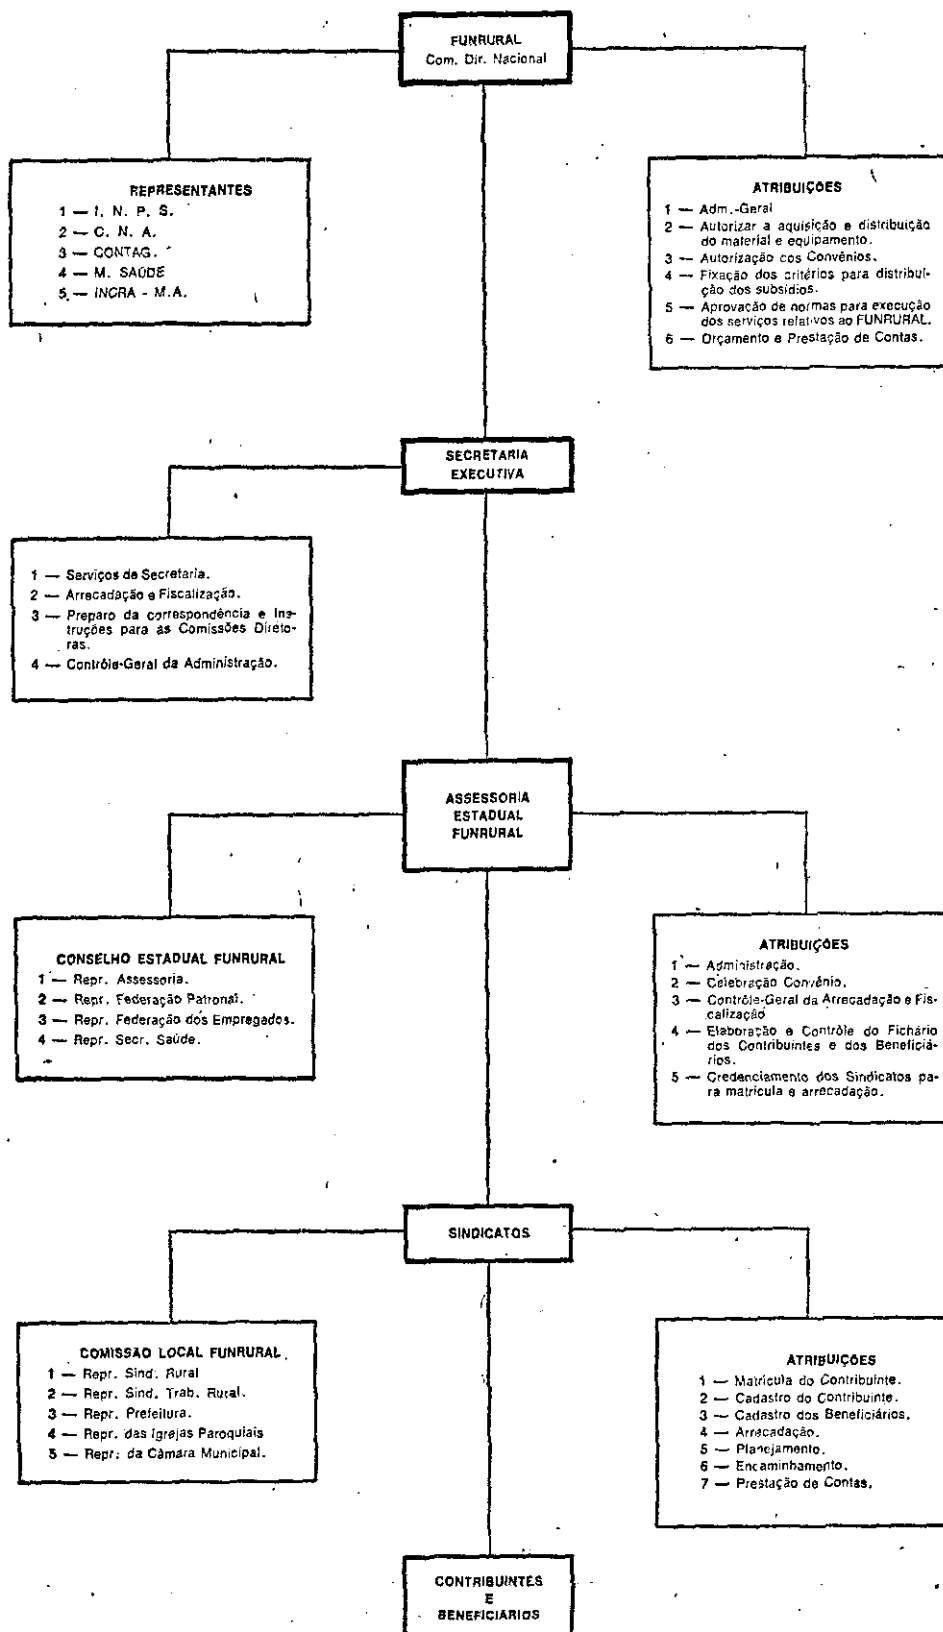 FUNRURAL
Com. Dir. Nacional
REPRESENTANTES
1 — I. N. P. S.
2 — C. N. A.
3 — CONTAG.
4 — M. SAÚDE
5 — INCRA - M.A.
ATRIBUIÇÕES
1 — Adm.-Geral
2 — Autorizar a aquisição e distribuição
do material e equipamento.
3 — Autorização cos Convênios.
4 — Fixação dos critérios para distribui-
ção dos subsídios.
5 — Aprovação de normas para execução
dos serviços relativos ao FUNRURAL.
6 — Orçamento e Prestação de Contas.
SECRETARIA
EXECUTIVA
1 — Serviços de Secretaria.
2 — Arrecadação e Fiscalização.
3 — Preparo da correspondência e Ins-
truções para as Comissões Direto-
ras.
4 — Contrôle-Geral da Administração.
ASSESSORIA
ESTADUAL
FUNRURAL
CONSELHO ESTADUAL FUNRURAL
1 — Repr. Assessoria.
2 — Repr. Federação Patronal.
3 — Repr. Federação dos Empregados.
4 — Repr. Secr. Saúde.
ATRIBUIÇÕES
1 — Administração.
2 — Celebração Convênio.
3 — Contrôle-Geral da Arrecadação e Fis-
calização
4 — Elaboração e Contrôle do Fichário
dos Contribuintes e dos Beneficiá-
rios.
5 — Credenciamento dos Sindicatos pa-
ra matrícula e arrecadação.
SINDICATOS
COMISSÃO LOCAL FUNRURAL
1 — Repr. Sind. Rural
2 — Repr. Sind. Trab. Rural.
3 — Repr. Prefeitura.
4 — Repr. das Igrejas Paroquiais
5 — Repr. da Câmara Municipal.
ATRIBUIÇÕES
1 — Matrícula do Contribuinte.
2 — Cadastro do Contribuinte.
3 — Cadastro dos Beneficiários.
4 — Arrecadação.
5 — Planejamento.
6 — Encaminhamento.
7 — Prestação de Contas.
CONTRIBUINTES
E
BENEFICIÁRIOS